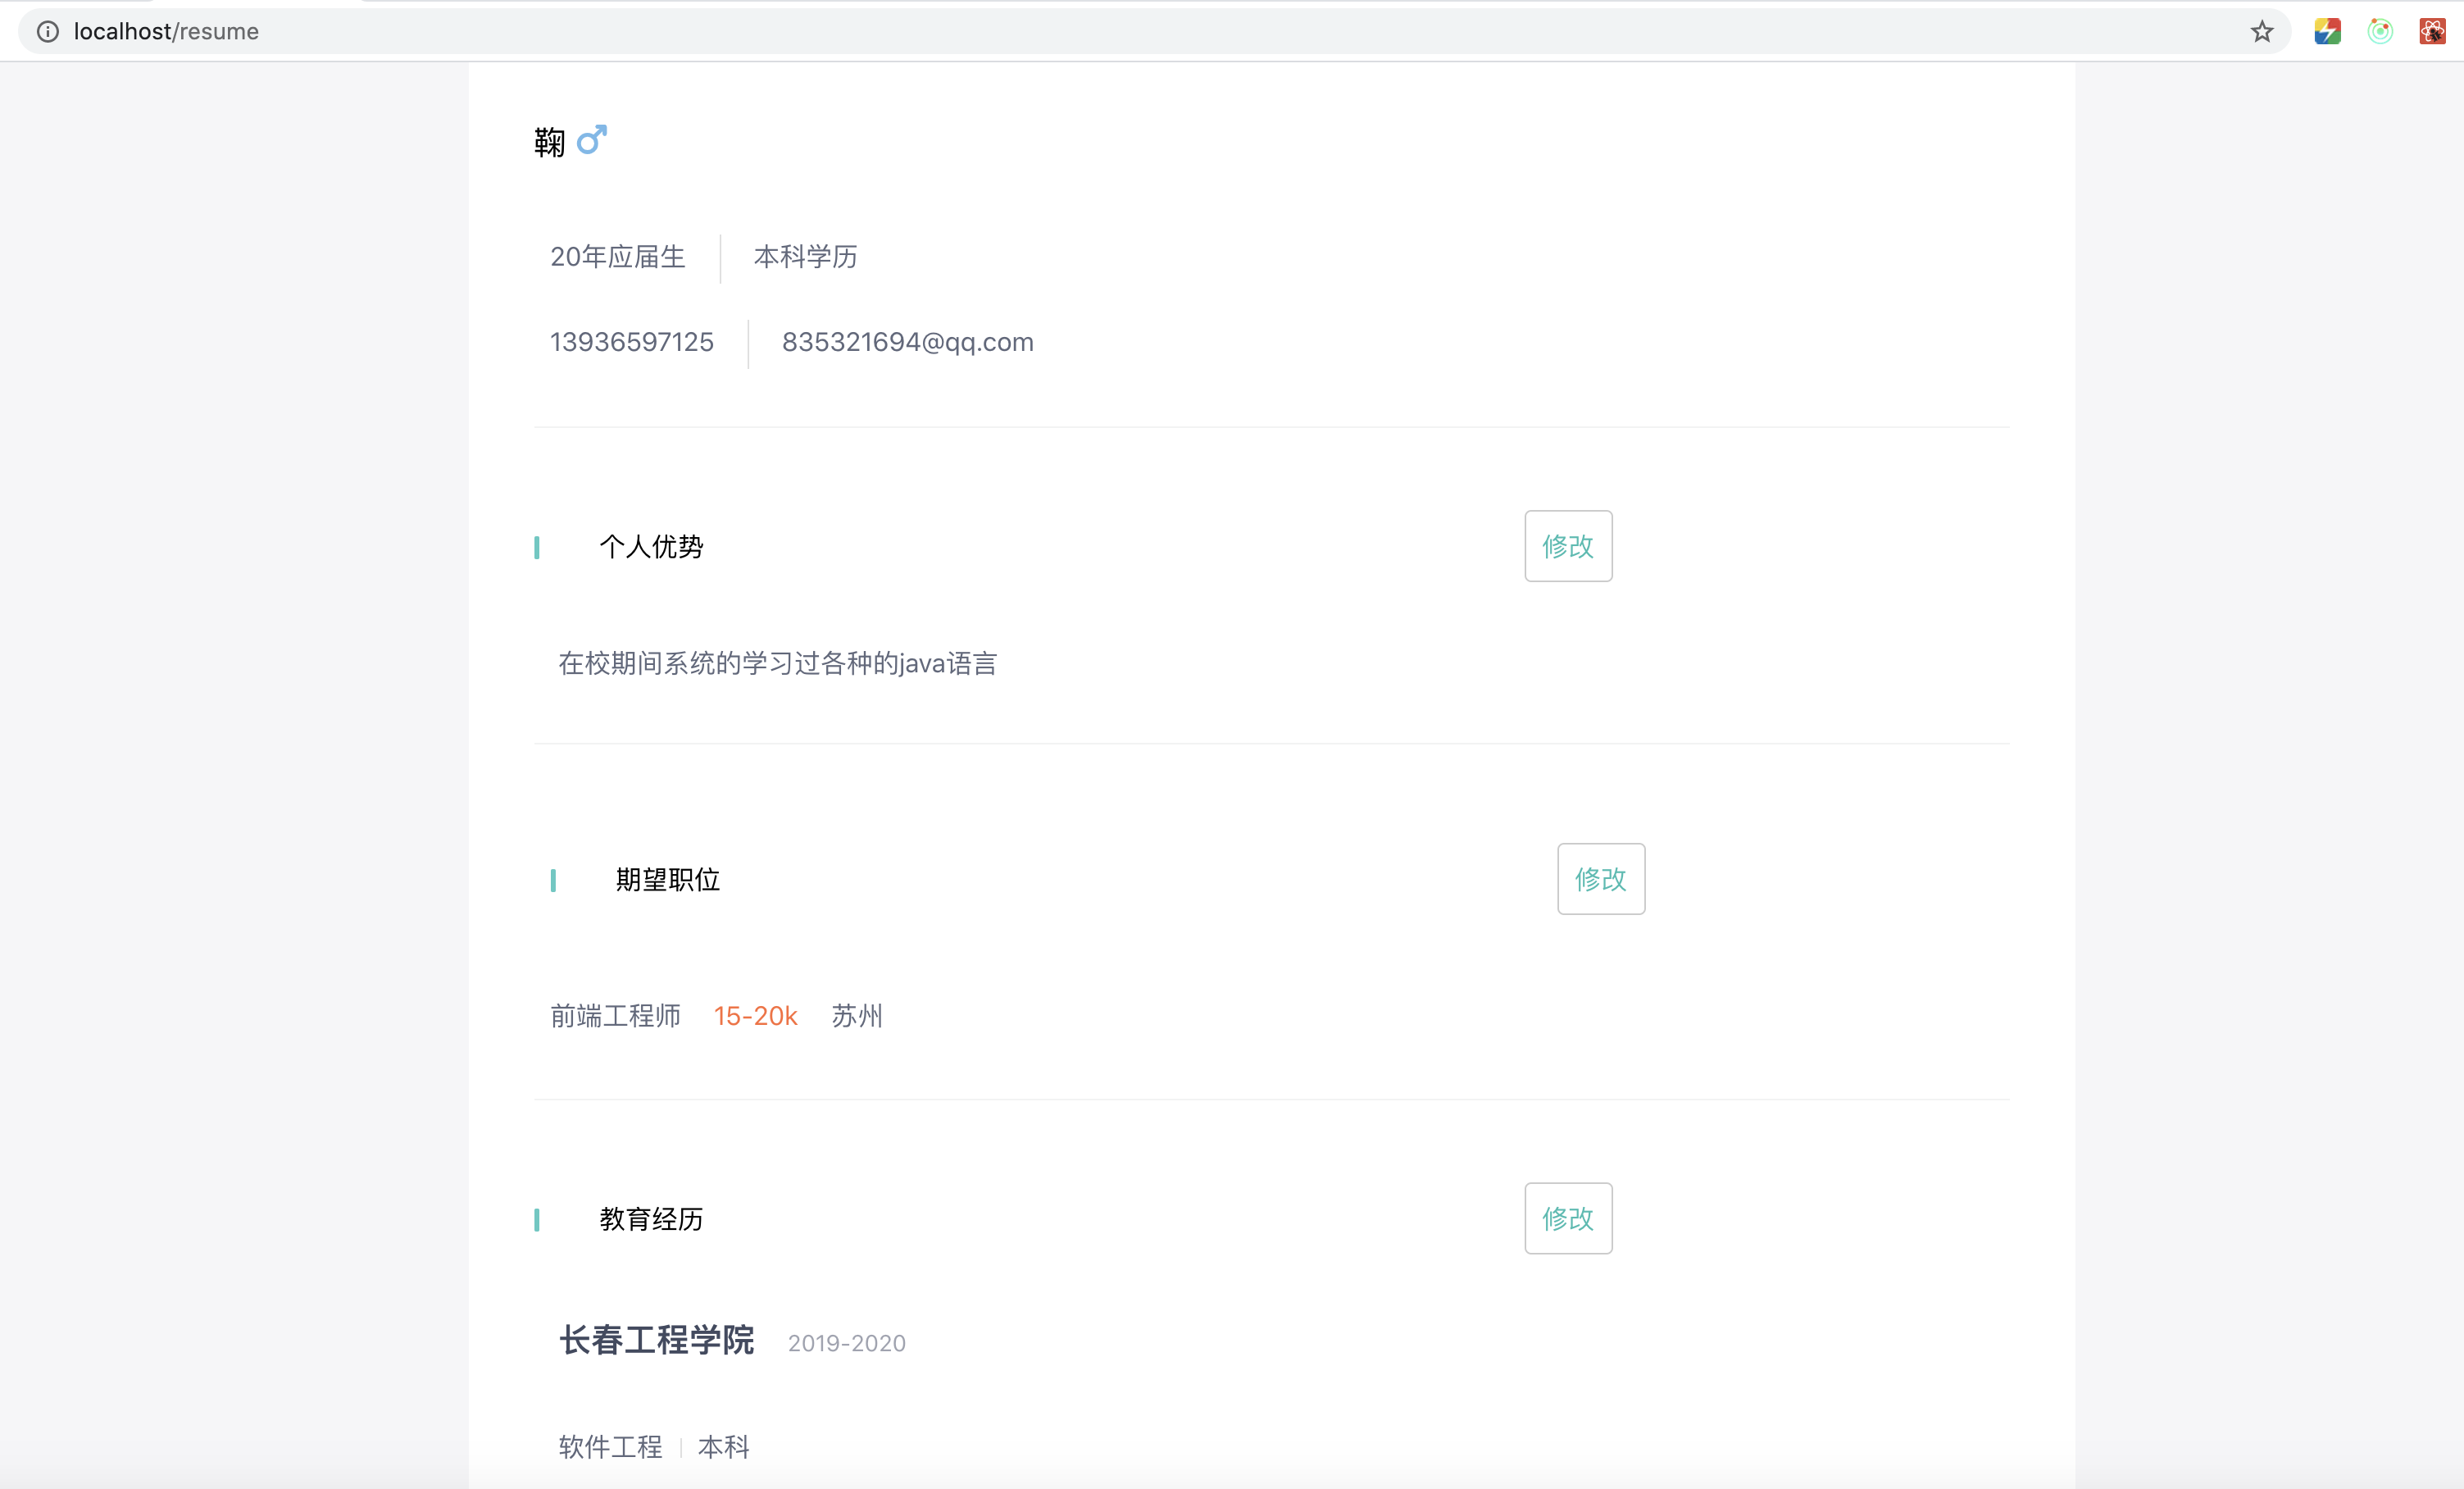 localhost/resume
鞠
20年应届生 本科学历
13936597125 835321694@qq.com
个人优势 修改
在校期间系统的学习过各种的java语言
期望职位 修改
前端工程师 15-20k 苏州
教育经历 修改
长春工程学院 2019-2020
软件工程 本科